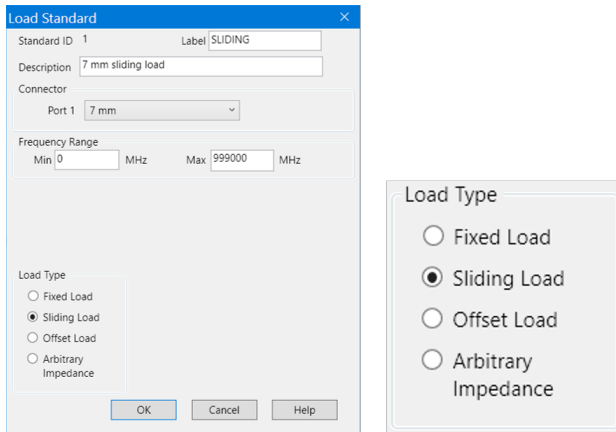 Load Standard
Standard ID 1 Label SLIDING
Description 7 mm sliding load
Connector
Port 1 7 mm
Frequency Range
Min 0 MHz Max 999000 MHz
Load Type
Fixed Load
Sliding Load
Offset Load
Arbitrary
Impedance
OK Cancel Help
Load Type
Fixed Load
Sliding Load
Offset Load
Arbitrary
Impedance